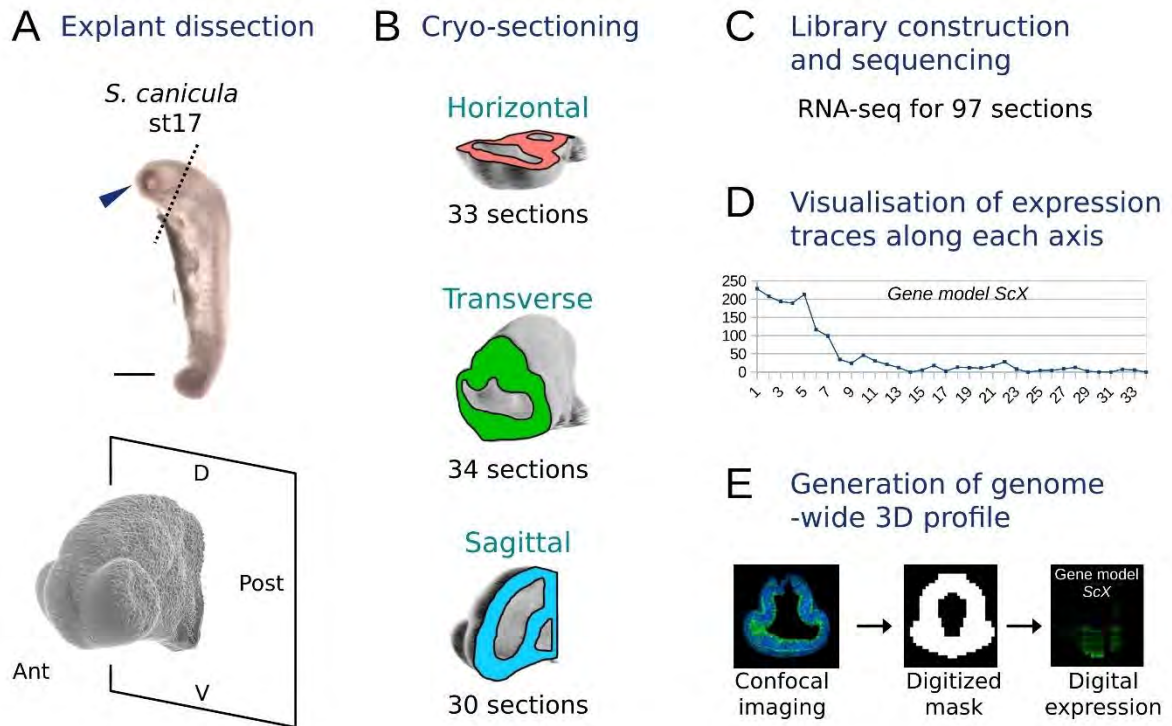 A Explant dissection
S. canicula
st17
D
Post
Ant
V
B Cryo-sectioning
Horizontal
33 sections
Transverse
34 sections
Sagittal
30 sections
C Library construction
and sequencing
RNA-seq for 97 sections
D Visualisation of expression
traces along each axis
Gene model ScX
250
200
150
100
50
0
1 3 5 7 9 11 13 15 17 19 21 23 25 27 29 31 33
E Generation of genome
-wide 3D profile
Gene model
ScX
Confocal
imaging
Digitized
mask
Digital
expression